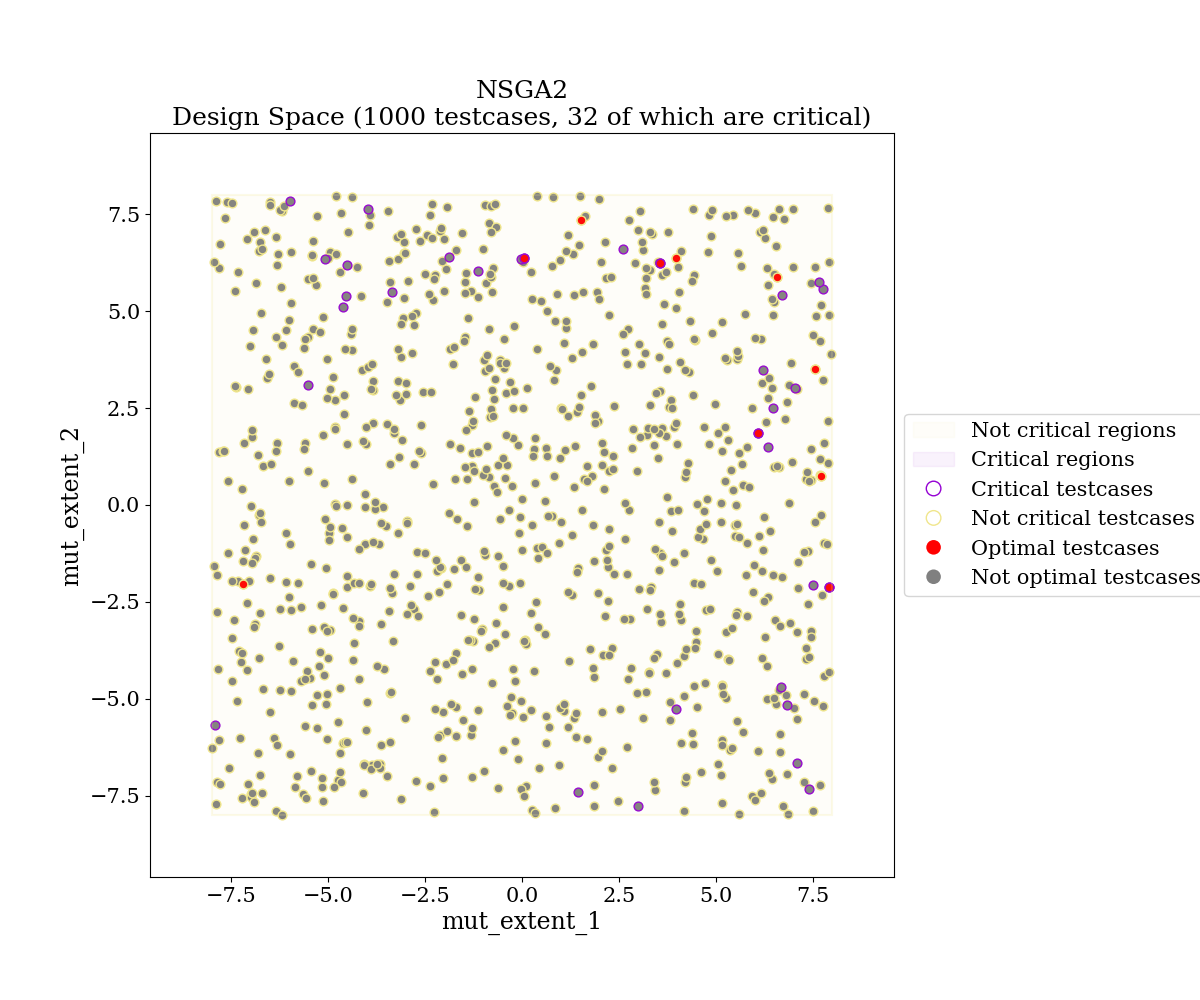 NSGA2
Design Space (1000 testcases, 32 of which are critical)
7.5
5.0
2.5
0.0
−2.5
−5.0
−7.5
mut_extent_2
−7.5
−5.0
−2.5
0.0
2.5
5.0
7.5
mut_extent_1
Not critical regions
Critical regions
Critical testcases
Not critical testcases
Optimal testcases
Not optimal testcases